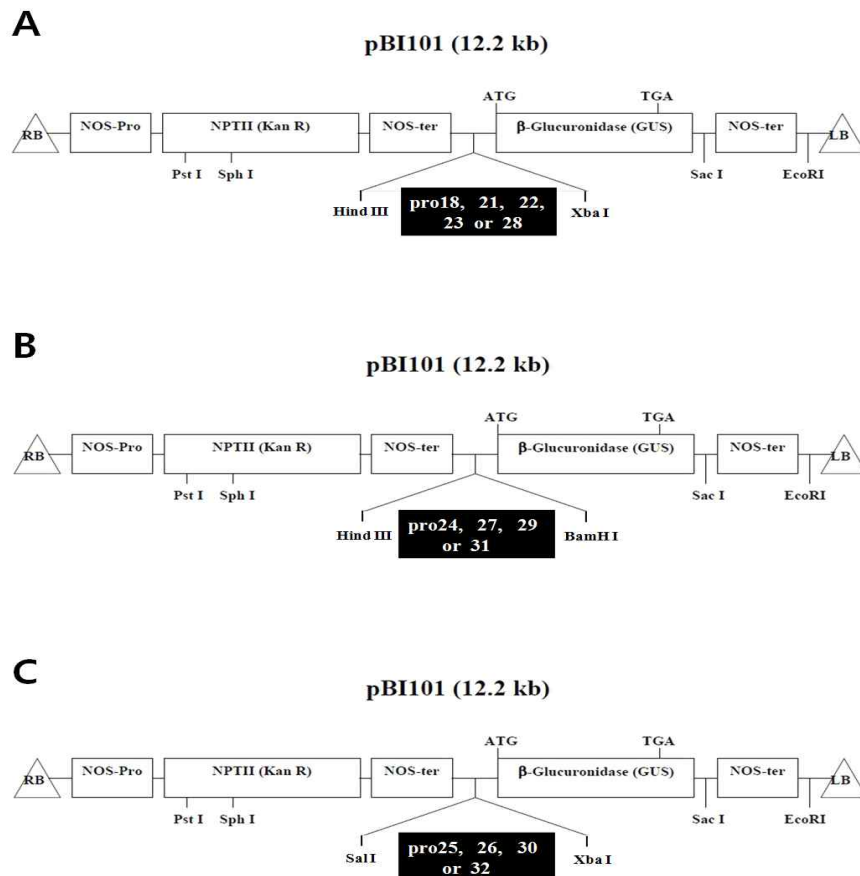 A
pBI101 (12.2 kb)
ATG TGA
RB NOS-Pro NPTII (Kan R) NOS-ter β-Glucuronidase (GUS) NOS-ter LB
Pst I Sph I Sac I EcoRI
Hind III pro18, 21, 22, Xba I
23 or 28
B
pBI101 (12.2 kb)
ATG TGA
RB NOS-Pro NPTII (Kan R) NOS-ter β-Glucuronidase (GUS) NOS-ter LB
Pst I Sph I Sac I EcoRI
Hind III pro24, 27, 29 BamH I
or 31
C
pBI101 (12.2 kb)
ATG TGA
RB NOS-Pro NPTII (Kan R) NOS-ter β-Glucuronidase (GUS) NOS-ter LB
Pst I Sph I Sac I EcoRI
Sal I pro25, 26, 30 Xba I
or 32